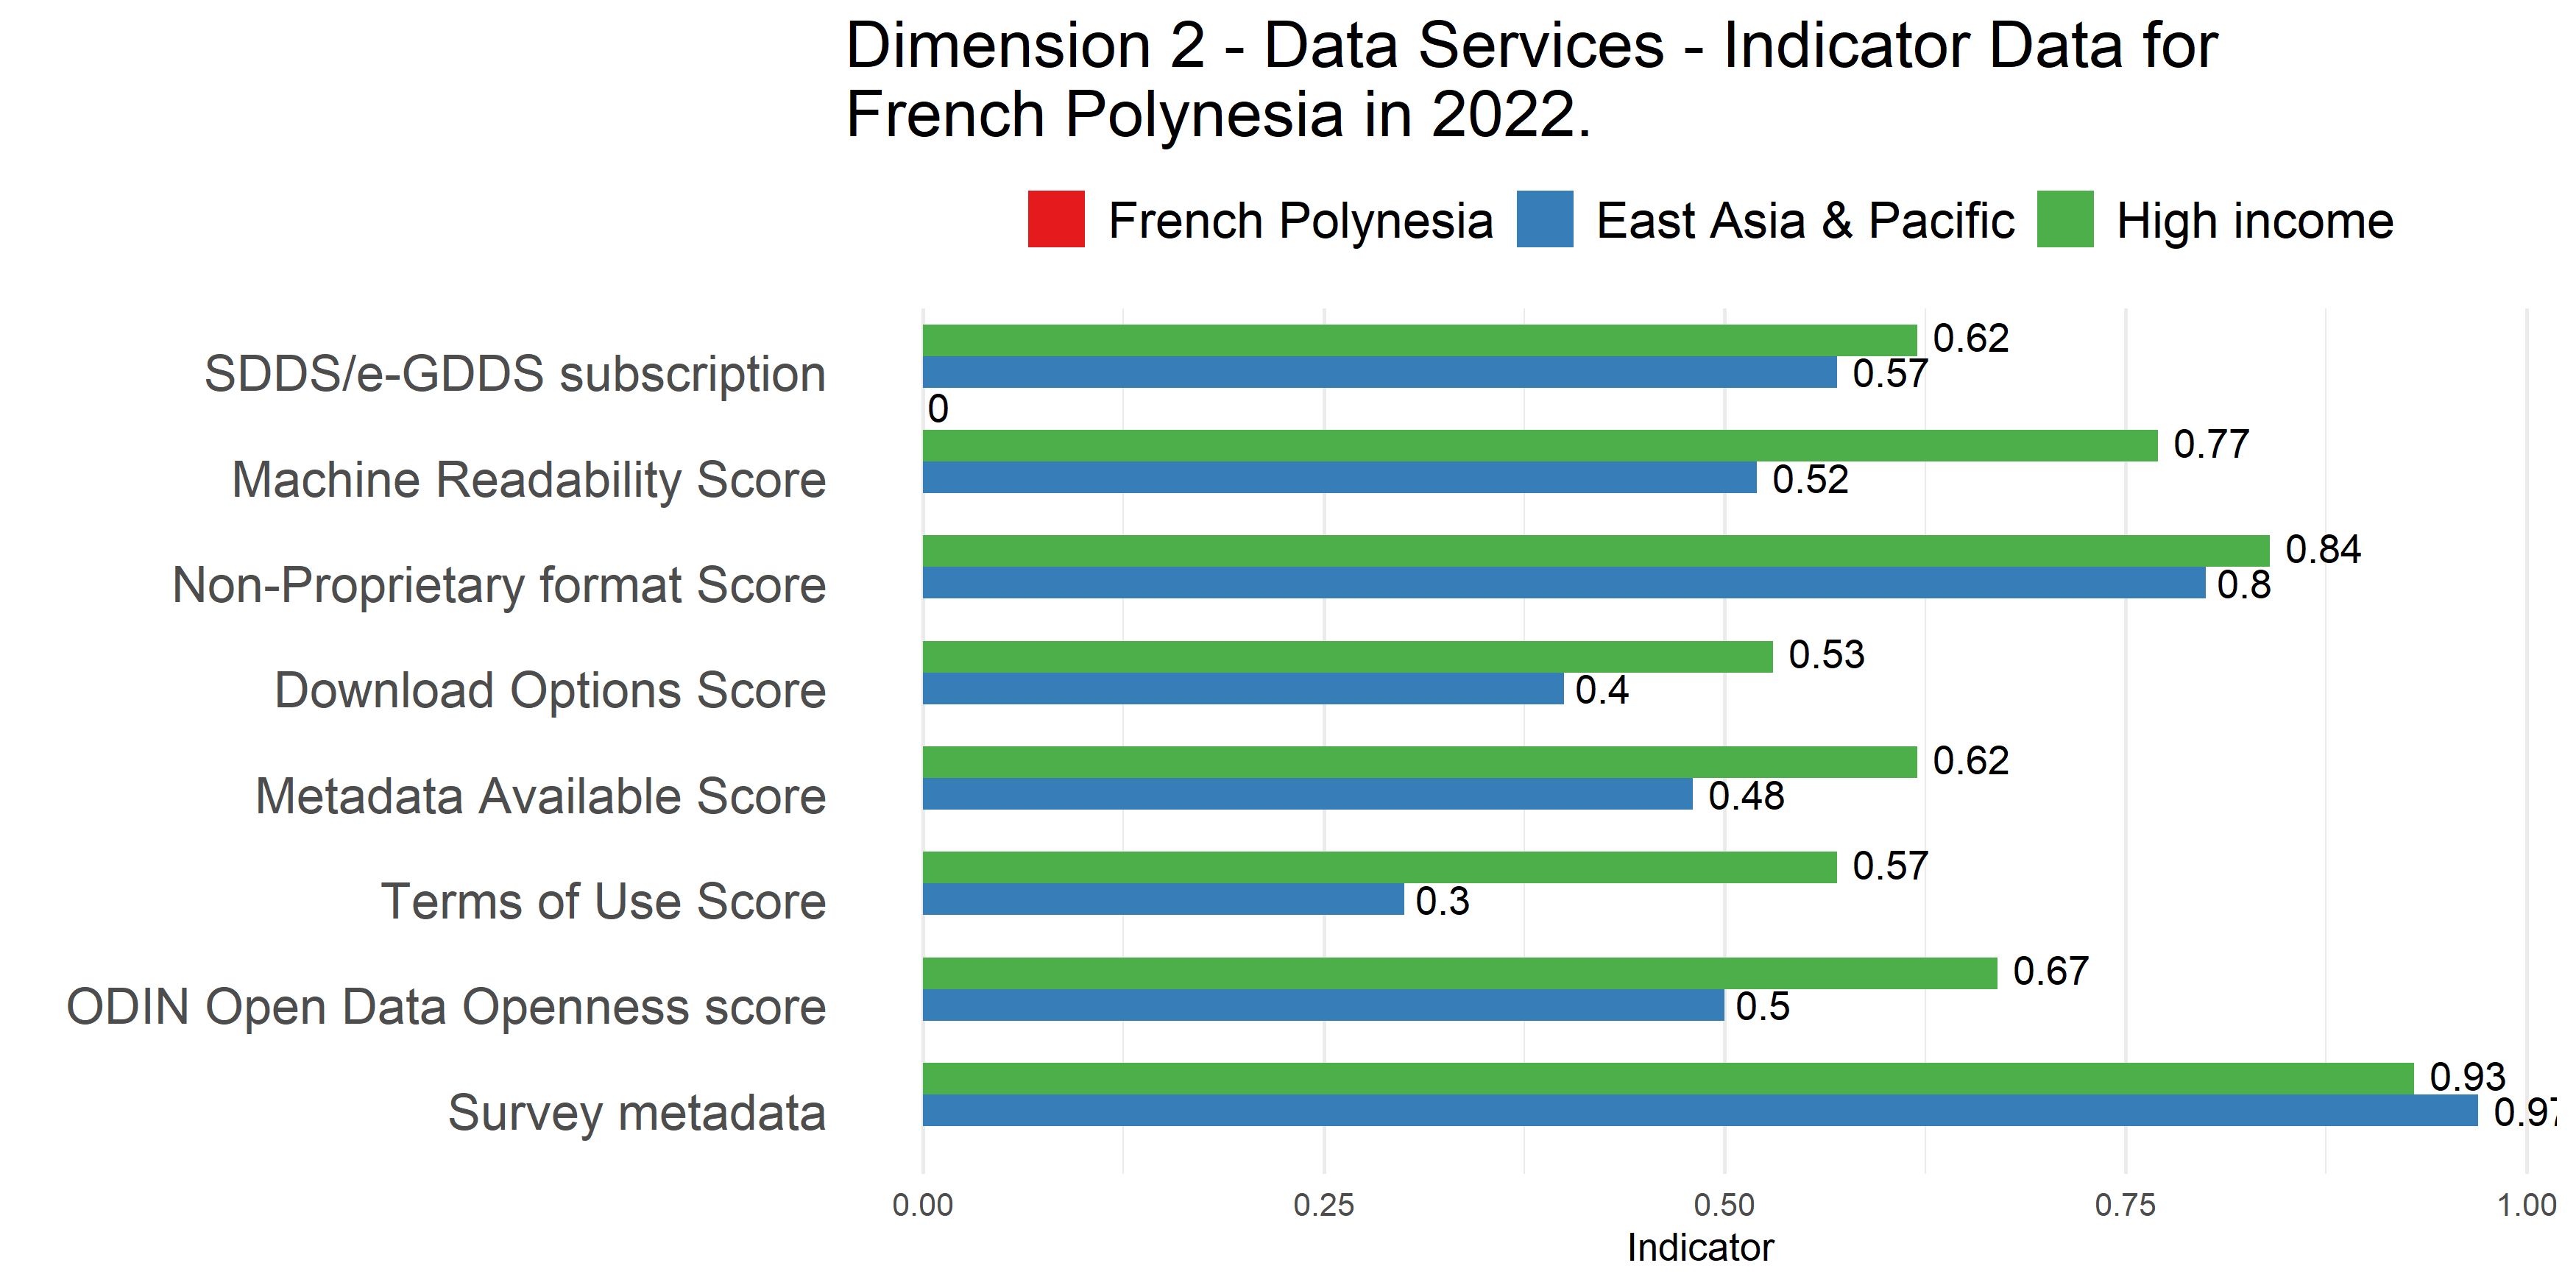 Dimension 2 - Data Services - Indicator Data for
French Polynesia in 2022.
French Polynesia East Asia & Pacific High income
SDDS/e-GDDS subscription
0.62
0.57
0
Machine Readability Score
0.77
0.52
Non-Proprietary format Score
0.84
0.8
Download Options Score
0.53
0.4
Metadata Available Score
0.62
0.48
Terms of Use Score
0.57
0.3
ODIN Open Data Openness score
0.67
0.5
Survey metadata
0.93
0.97
0.00 0.25 0.50 0.75 1.00
Indicator